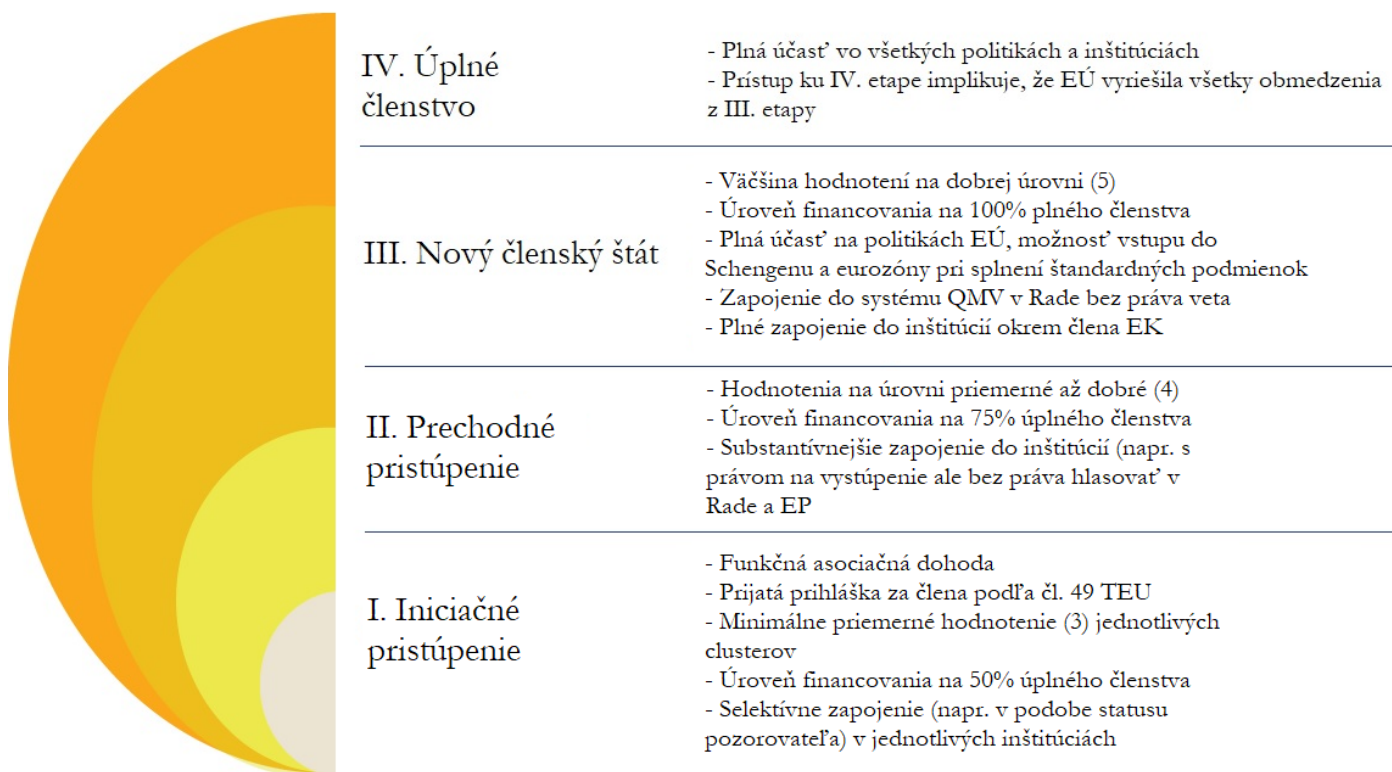 IV. Úplné
členstvo
- Plná účasť vo všetkých politikách a inštitúciách
- Prístup ku IV. etape implikuje, že EÚ vyriešila všetky obmedzenia
z III. etapy
III. Nový členský štát
- Väčšina hodnotení na dobrej úrovni (5)
- Úroveň financovania na 100% plného členstva
- Plná účasť na politikách EÚ, možnosť vstupu do
Schengenu a eurozóny pri splnení štandardných podmienok
- Zapojenie do systému QMV v Rade bez práva veta
- Plné zapojenie do inštitúcií okrem člena EK
II. Prechodné
pristúpenie
- Hodnotenia na úrovni priemerné až dobré (4)
- Úroveň financovania na 75% úplného členstva
- Substantívnejšie zapojenie do inštitúcií (napr. s
právom na vystúpenie ale bez práva hlasovať v
Rade a EP
I. Iniciačné
pristúpenie
- Funkčná asociačná dohoda
- Prijatá prihláška za člena podľa čl. 49 TEU
- Minimálne priemerné hodnotenie (3) jednotlivých
clusterov
- Úroveň financovania na 50% úplného členstva
- Selektívne zapojenie (napr. v podobe statusu
pozorovateľa) v jednotlivých inštitúciách